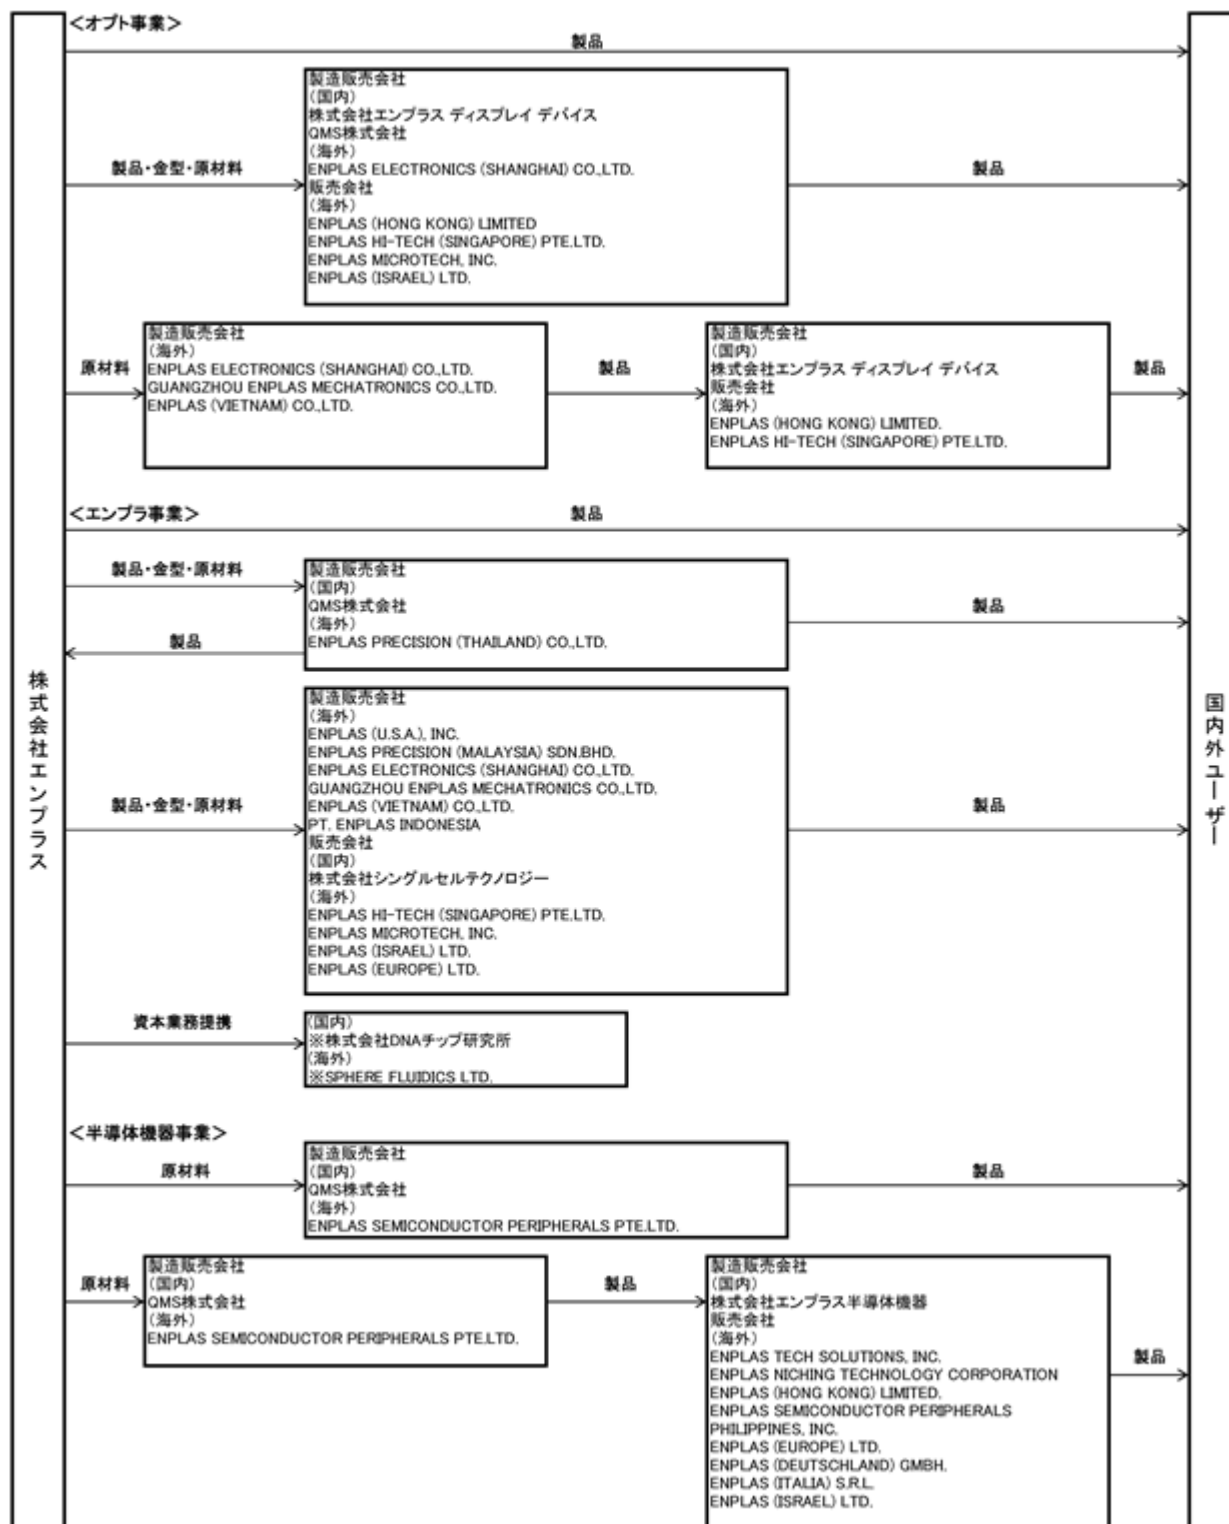 <オプト事業>
製品
製造販売会社
(国内)
株式会社エンプラス ディスプレイ デバイス
QMS株式会社
(海外)
ENPLAS ELECTRONICS (SHANGHAI) CO.,LTD.
販売会社
(海外)
ENPLAS (HONG KONG) LIMITED
ENPLAS HI-TECH (SINGAPORE) PTE.LTD.
ENPLAS MICROTECH, INC.
ENPLAS (ISRAEL) LTD.
製品・金型・原材料
製品
原材料
製造販売会社
(海外)
ENPLAS ELECTRONICS (SHANGHAI) CO.,LTD.
GUANGZHOU ENPLAS MECHATRONICS CO.,LTD.
ENPLAS (VIETNAM) CO.,LTD.
製品
製造販売会社
(国内)
株式会社エンプラス ディスプレイ デバイス
販売会社
(海外)
ENPLAS (HONG KONG) LIMITED.
ENPLAS HI-TECH (SINGAPORE) PTE.LTD.
製品
<エンプラ事業>
製品
製品・金型・原材料
製品
製造販売会社
(国内)
QMS株式会社
(海外)
ENPLAS PRECISION (THAILAND) CO.,LTD.
製品
株式会社エンプラス
国内外ユーザー
製品・金型・原材料
製造販売会社
(海外)
ENPLAS (U.S.A.), INC.
ENPLAS PRECISION (MALAYSIA) SDN.BHD.
ENPLAS ELECTRONICS (SHANGHAI) CO.,LTD.
GUANGZHOU ENPLAS MECHATRONICS CO.,LTD.
ENPLAS (VIETNAM) CO.,LTD.
PT. ENPLAS INDONESIA
販売会社
(国内)
株式会社シングルセルテクノロジー
(海外)
ENPLAS HI-TECH (SINGAPORE) PTE.LTD.
ENPLAS MICROTECH, INC.
ENPLAS (ISRAEL) LTD.
ENPLAS (EUROPE) LTD.
製品
資本業務提携
(国内)
※株式会社DNAチップ研究所
(海外)
※SPHERE FLUIDICS LTD.
<半導体機器事業>
原材料
製造販売会社
(国内)
QMS株式会社
(海外)
ENPLAS SEMICONDUCTOR PERIPHERALS PTE.LTD.
製品
原材料
製造販売会社
(国内)
QMS株式会社
(海外)
ENPLAS SEMICONDUCTOR PERIPHERALS PTE.LTD.
製品
製造販売会社
(国内)
株式会社エンプラス半導体機器
販売会社
(海外)
ENPLAS TECH SOLUTIONS, INC.
ENPLAS NICHING TECHNOLOGY CORPORATION
ENPLAS (HONG KONG) LIMITED.
ENPLAS SEMICONDUCTOR PERIPHERALS
PHILIPPINES, INC.
ENPLAS (EUROPE) LTD.
ENPLAS (DEUTSCHLAND) GMBH.
ENPLAS (ITALIA) S.R.L.
ENPLAS (ISRAEL) LTD.
製品